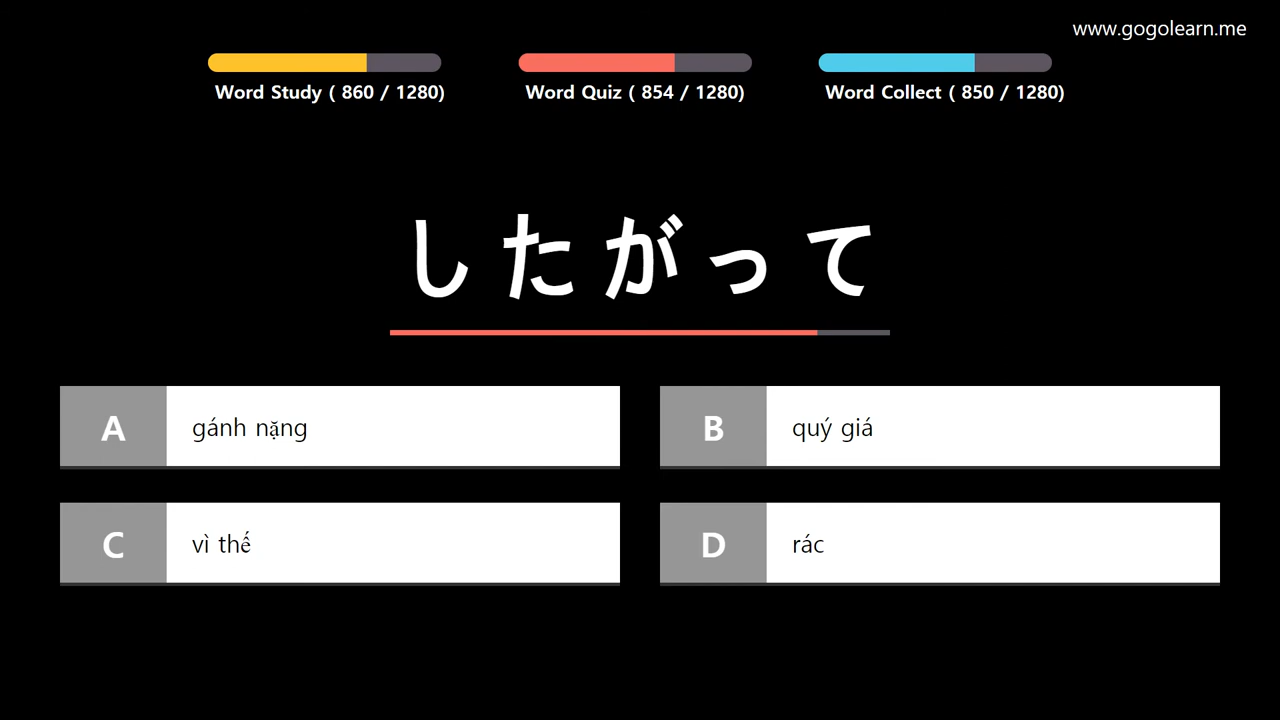 www.gogolearn.me
Word Study ( 860 / 1280)
Word Quiz ( 854 / 1280)
Word Collect ( 850 / 1280)
したがって
A gánh nặng
B quý giá
C vì thế
D rác